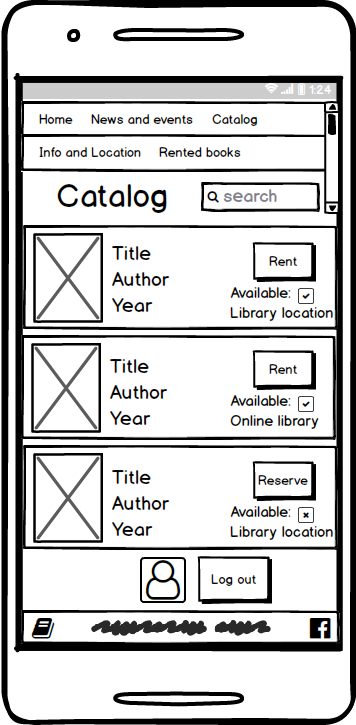 1:24
Home News and events Catalog
Info and Location Rented books
Catalog search
Title
Author
Year
Rent
Available:
Library location
Title
Author
Year
Rent
Available:
Online library
Title
Author
Year
Reserve
Available:
Library location
Log out